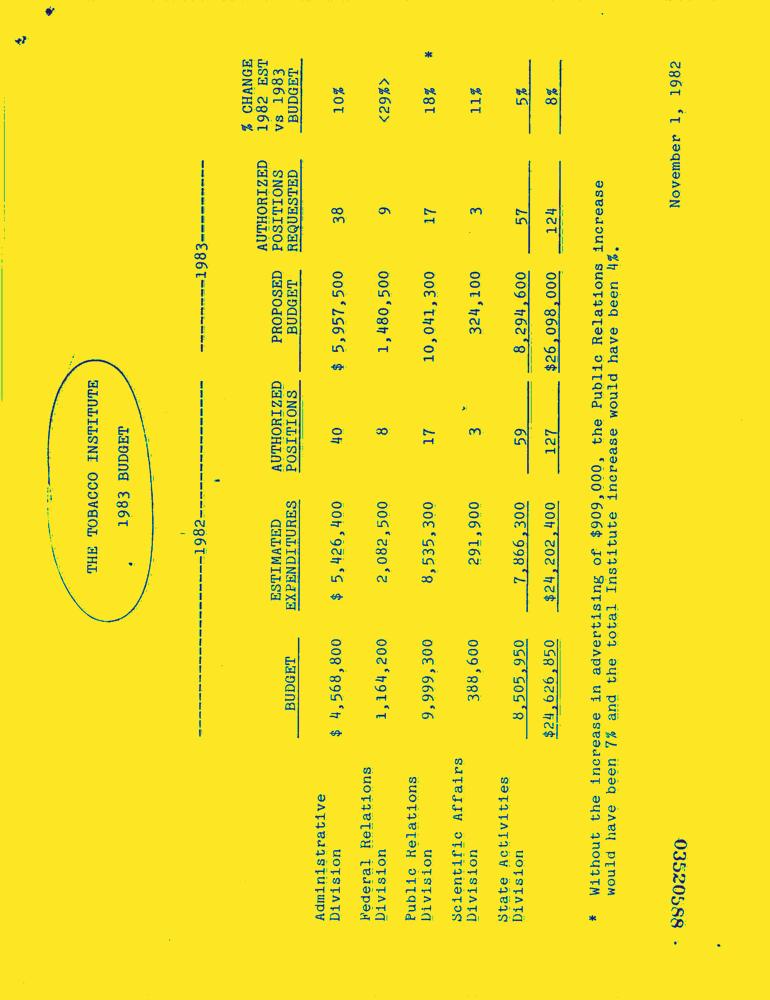 THE TOBACCO INSTITUTE
1983 BUDGET
--------------------1982-------------------- --------1983----------
BUDGET ESTIMATED EXPENDITURES AUTHORIZED POSITIONS PROPOSED BUDGET AUTHORIZED POSITIONS REQUESTED % CHANGE 1982 EST vs 1983 BUDGET
Administrative
Division $ 4,568,800 $ 5,426,400 40 $ 5,957,500 38 10%
Federal Relations
Division 1,164,200 2,082,500 8 1,480,500 9 <29%>
Public Relations
Division 9,999,300 8,535,300 17 10,041,300 17 18% *
Scientific Affairs
Division 388,600 291,900 3 324,100 3 11%
State Activities
Division 8,505,950 7,866,300 59 8,294,600 57 5%
$24,626,850 $24,202,400 127 $26,098,000 124 8%
* Without the increase in advertising of $909,000, the Public Relations increase
would have been 7% and the total Institute increase would have been 4%.
November 1, 1982
03520588